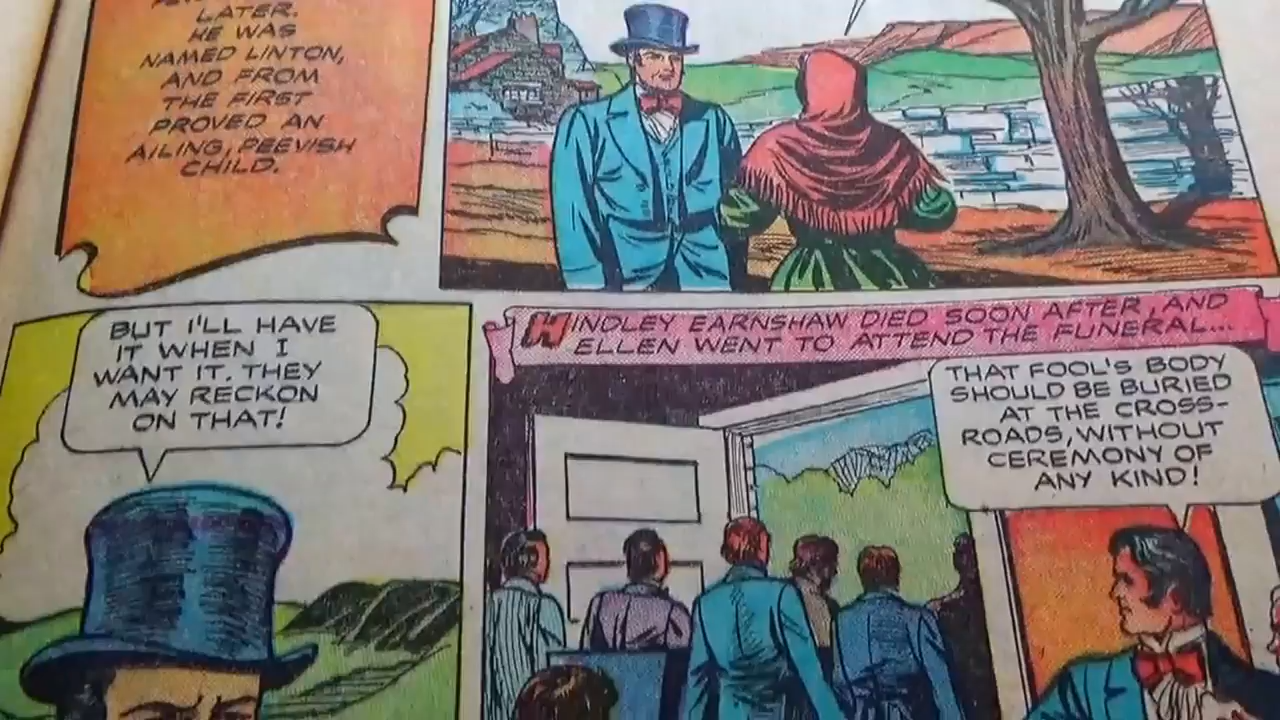 LATER.
HE WAS
NAMED LINTON,
AND FROM
THE FIRST
PROVED AN
AILING, PEEVISH
CHILD.
BUT I'LL HAVE
IT WHEN I
WANT IT. THEY
MAY RECKON
ON THAT!
HINDLEY EARNSHAW DIED SOON AFTER, AND
ELLEN WENT TO ATTEND THE FUNERAL...
THAT FOOL'S BODY
SHOULD BE BURIED
AT THE CROSS-
ROADS, WITHOUT
CEREMONY OF
ANY KIND!